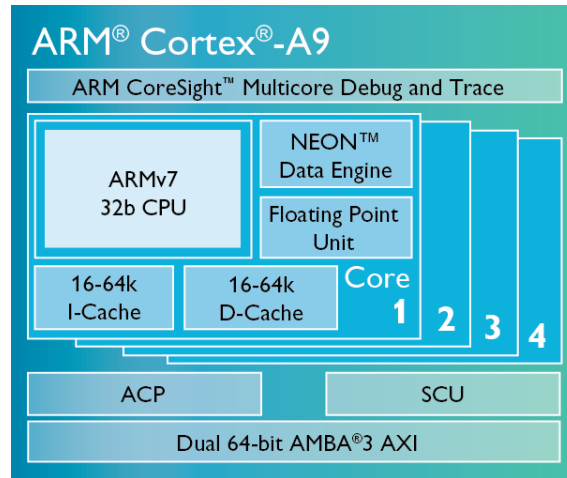 ARM® Cortex®-A9
ARM CoreSight™ Multicore Debug and Trace
ARMv7
32b CPU
NEON™
Data Engine
Floating Point
Unit
16-64k
I-Cache
16-64k
D-Cache
Core
1
2
3
4
ACP
SCU
Dual 64-bit AMBA®3 AXI